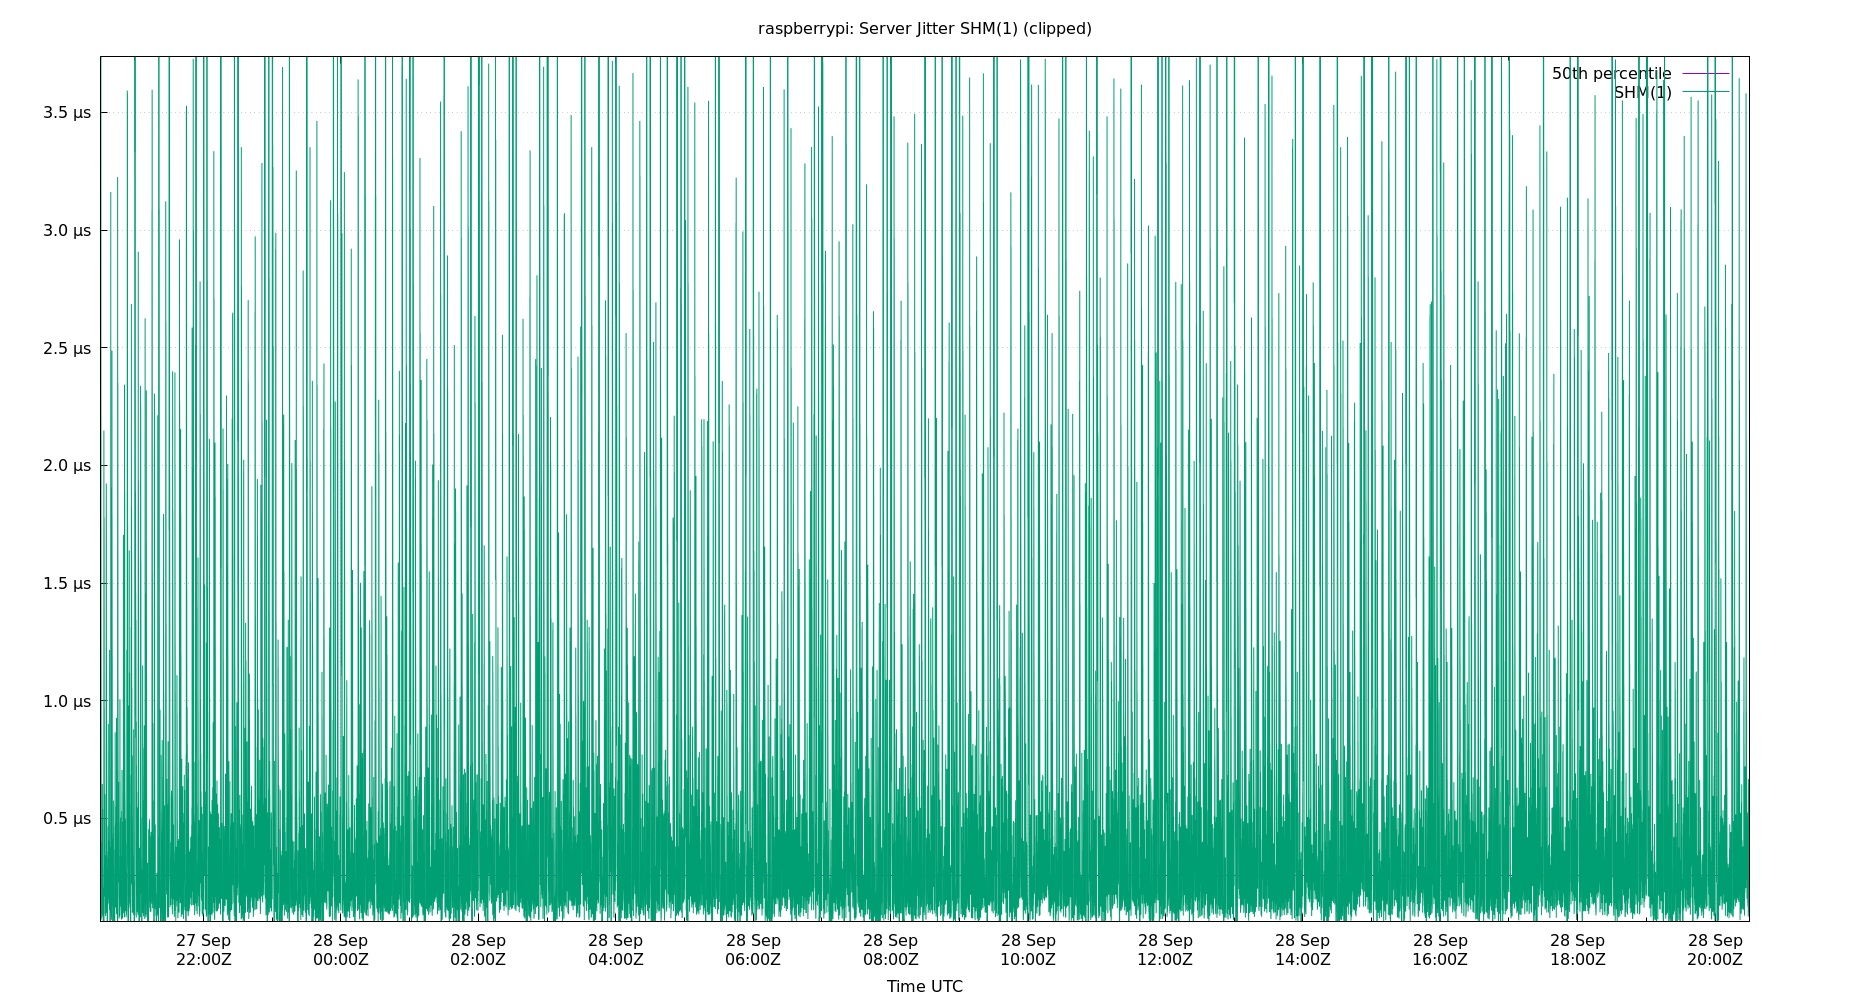 raspberrypi: Server Jitter SHM(1) (clipped)
50th percentile
SHM(1)
3.5 µs
3.0 µs
2.5 µs
2.0 µs
1.5 µs
1.0 µs
0.5 µs
27 Sep 28 Sep 28 Sep 28 Sep 28 Sep 28 Sep 28 Sep 28 Sep 28 Sep 28 Sep 28 Sep 28 Sep
22:00Z 00:00Z 02:00Z 04:00Z 06:00Z 08:00Z 10:00Z 12:00Z 14:00Z 16:00Z 18:00Z 20:00Z
Time UTC